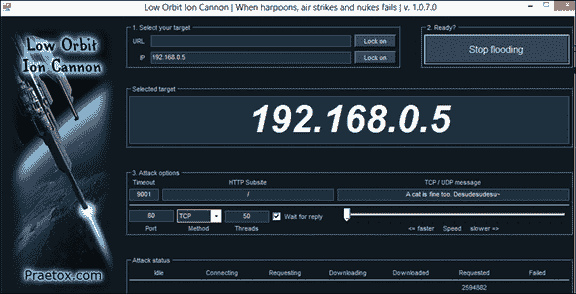 Low Orbit Ion Cannon | When harpoons, air strikes and nukes fails | v. 1.0.7.0
Low Orbit
Ion Cannon
Praetox.com
1. Select your target
URL Lock on
IP 192.168.0.5 Lock on
2. Ready?
Stop flooding
Selected target
192.168.0.5
3. Attack options
Timeout HTTP Subsite TCP / UDP message
9001 / A cat is fine too. Desudesudesu~
80 TCP 50 Wait for reply
Port Method Threads <= faster Speed slower =>
Attack status
Idle Connecting Requesting Downloading Downloaded Requested Failed
2594882